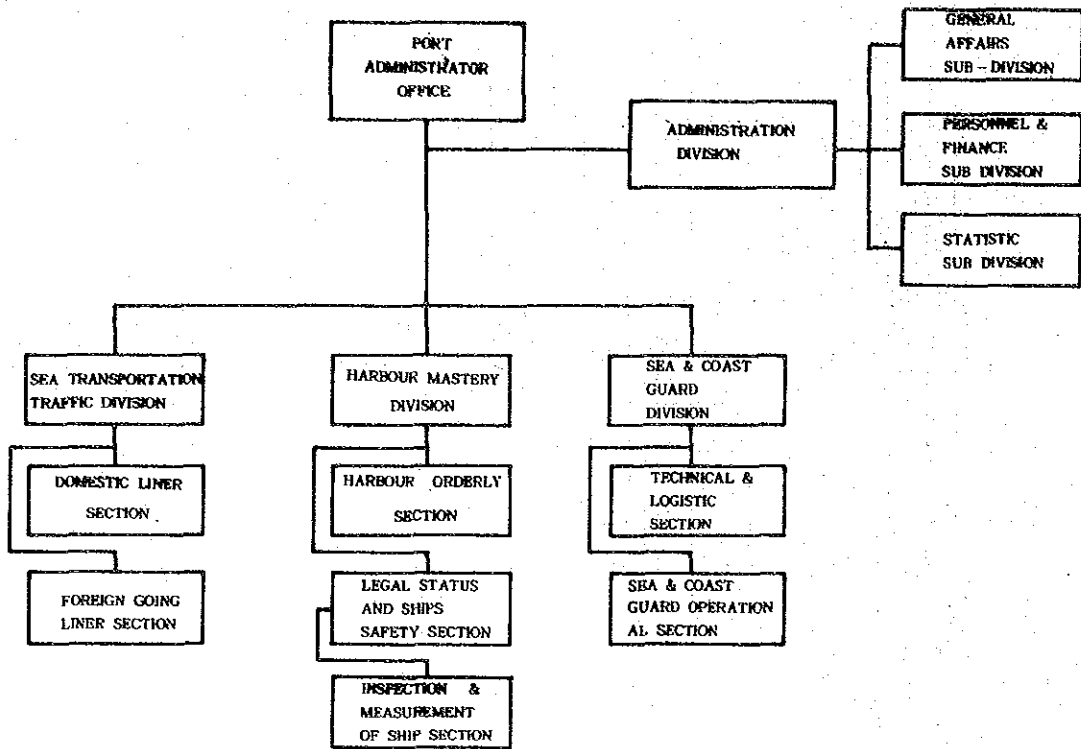 PORT
ADMINISTRATOR
OFFICE
ADMINISTRATION
DIVISION
GENERAL
AFFAIRS
SUB - DIVISION
PERSONNEL &
FINANCE
SUB DIVISION
STATISTIC
SUB DIVISION
SEA TRANSPORTATION
TRAFFIC DIVISION
DOMESTIC LINER
SECTION
FOREIGN GOING
LINER SECTION
HARBOUR MASTERY
DIVISION
HARBOUR ORDERLY
SECTION
LEGAL STATUS
AND SHIPS
SAFETY SECTION
INSPECTION &
MEASUREMENT
OF SHIP SECTION
SEA & COAST
GUARD
DIVISION
TECHNICAL &
LOGISTIC
SECTION
SEA & COAST
GUARD OPERATION
AL SECTION